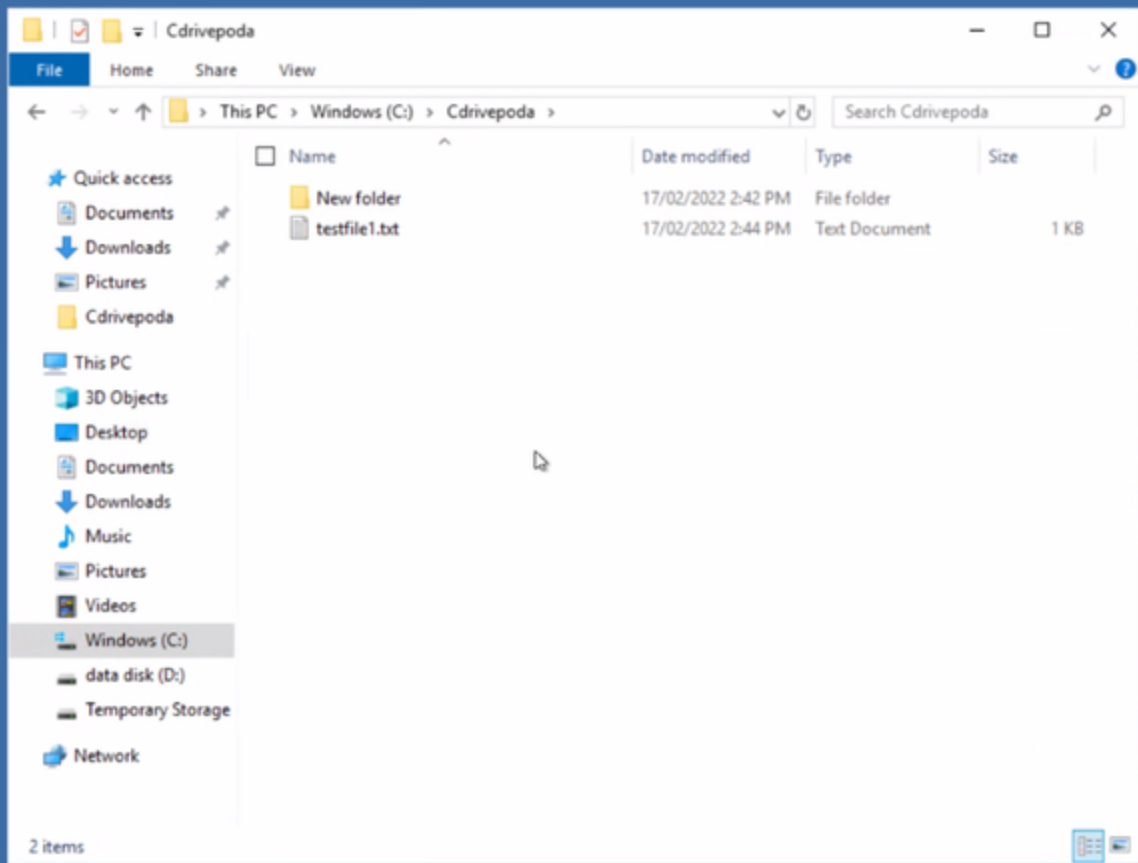 Cdrivepoda
File Home Share View
This PC Windows (C:) Cdrivepoda Search Cdrivepoda
Name Date modified Type Size
New folder 17/02/2022 2:42 PM File folder
testfile1.txt 17/02/2022 2:44 PM Text Document 1 KB
Quick access
Documents
Downloads
Pictures
Cdrivepoda
This PC
3D Objects
Desktop
Documents
Downloads
Music
Pictures
Videos
Windows (C:)
data disk (D:)
Temporary Storage
Network
2 items